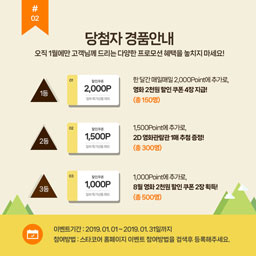 #
02
당첨자 경품안내
오직 1월에만 고객님께 드리는 다양한 프로모션 혜택을 놓치지 마세요!
1등
01
할인쿠폰
2,000P
한 달간 매일매일 2,000Point에 추가로,
영화 2천원 할인 쿠폰 4장 지급!
(총 150명)
2등
02
할인쿠폰
1,500P
1,500Point에 추가로,
2D 영화관람권 1매 추첨 증정!
(총 300명)
3등
03
할인쿠폰
1,000P
1,000Point에 추가로,
8월 영화 2천원 할인 쿠폰 2장 획득!
(총 500명)
이벤트기간 : 2019. 01. 01 ~ 2019. 01. 31일까지
참여방법 : 스타코어 홈페이지 이벤트 참여방법을 검색후 등록해주세요.